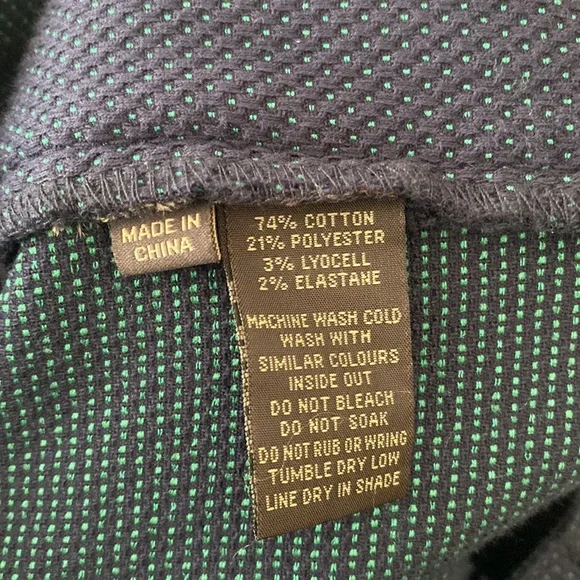 MADE IN
CHINA
74% COTTON
21% POLYESTER
3% LYOCELL
2% ELASTANE
MACHINE WASH COLD
WASH WITH
SIMILAR COLOURS
INSIDE OUT
DO NOT BLEACH
DO NOT SOAK
DO NOT RUB OR WRING
TUMBLE DRY LOW
LINE DRY IN SHADE